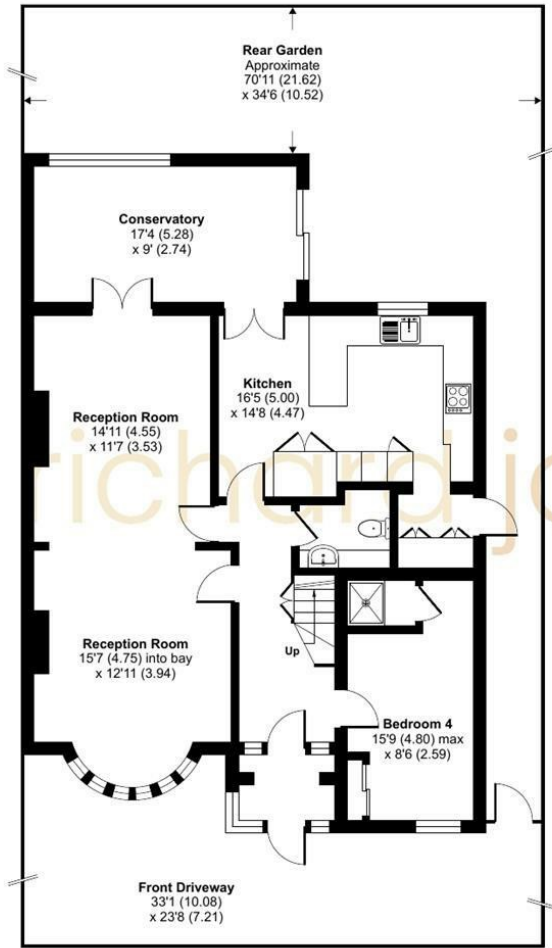 Rear Garden
Approximate
70'11 (21.62)
x 34'6 (10.52)
Conservatory
17'4 (5.28)
x 9' (2.74)
Kitchen
16'5 (5.00)
x 14'8 (4.47)
Reception Room
14'11 (4.55)
x 11'7 (3.53)
richard ja
Reception Room
15'7 (4.75) into bay
x 12'11 (3.94)
Up
Bedroom 4
15'9 (4.80) max
x 8'6 (2.59)
Front Driveway
33'1 (10.08)
x 23'8 (7.21)